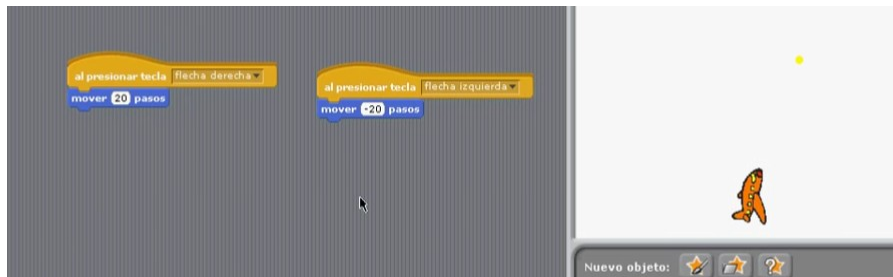 al presionar tecla flecha derecha
mover 20 pasos
al presionar tecla flecha izquierda
mover -20 pasos
Nuevo objeto: